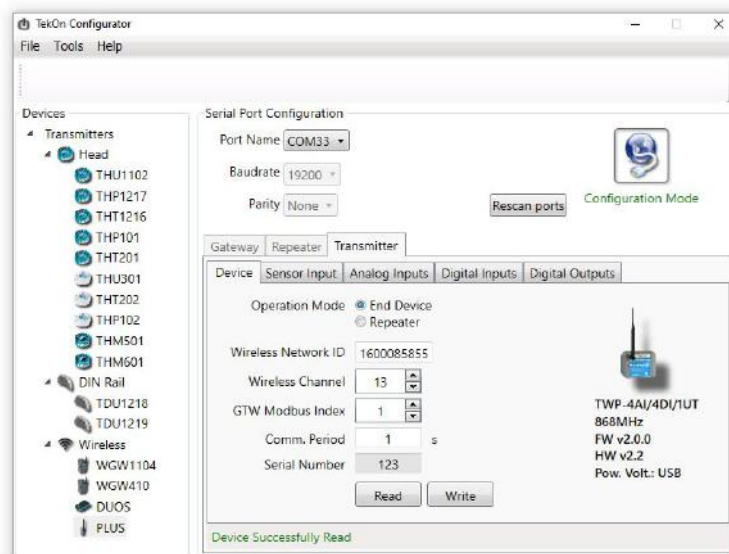 TekOn Configurator
File Tools Help
Devices
Transmitters
Head
THU1102
THP1217
THT1216
THP101
THT201
THU301
THT202
THP102
THM501
THM601
DIN Rail
TDU1218
TDU1219
Wireless
WGW1104
WGW410
DUOS
PLUS
Serial Port Configuration
Port Name COM33
Baudrate 19200
Parity None
Rescan ports
Configuration Mode
Gateway Repeater Transmitter
Device Sensor Input Analog Inputs Digital Inputs Digital Outputs
Operation Mode End Device
Repeater
Wireless Network ID 1600085855
Wireless Channel 13
GTW Modbus Index 1
Comm. Period 1 s
Serial Number 123
Read Write
TWP-4AI/4DI/1UT
868MHz
FW v2.0.0
HW v2.2
Pow. Volt.: USB
Device Successfully Read